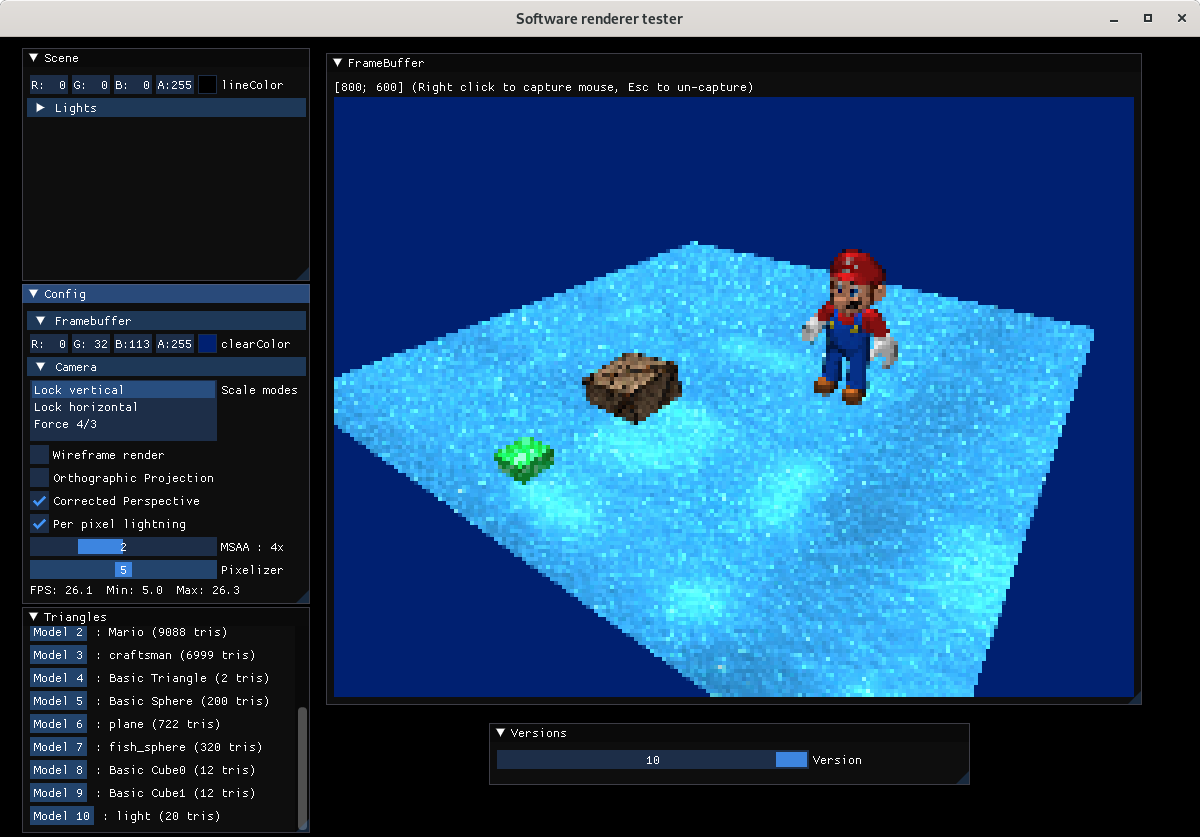 Software renderer tester
Scene
R: 0 G: 0 B: 0 A:255 lineColor
Lights
Config
Framebuffer
R: 0 G: 32 B:113 A:255 clearColor
Camera
Lock vertical Scale modes
Lock horizontal
Force 4/3
Wireframe render
Orthographic Projection
Corrected Perspective
Per pixel lightning
2 MSAA : 4x
5 Pixelizer
FPS: 26.1 Min: 5.0 Max: 26.3
Triangles
Model 2 : Mario (9088 tris)
Model 3 : craftsman (6999 tris)
Model 4 : Basic Triangle (2 tris)
Model 5 : Basic Sphere (200 tris)
Model 6 : plane (722 tris)
Model 7 : fish_sphere (320 tris)
Model 8 : Basic Cube0 (12 tris)
Model 9 : Basic Cube1 (12 tris)
Model 10 : light (20 tris)
FrameBuffer
[800; 600] (Right click to capture mouse, Esc to un-capture)
Versions
10 Version